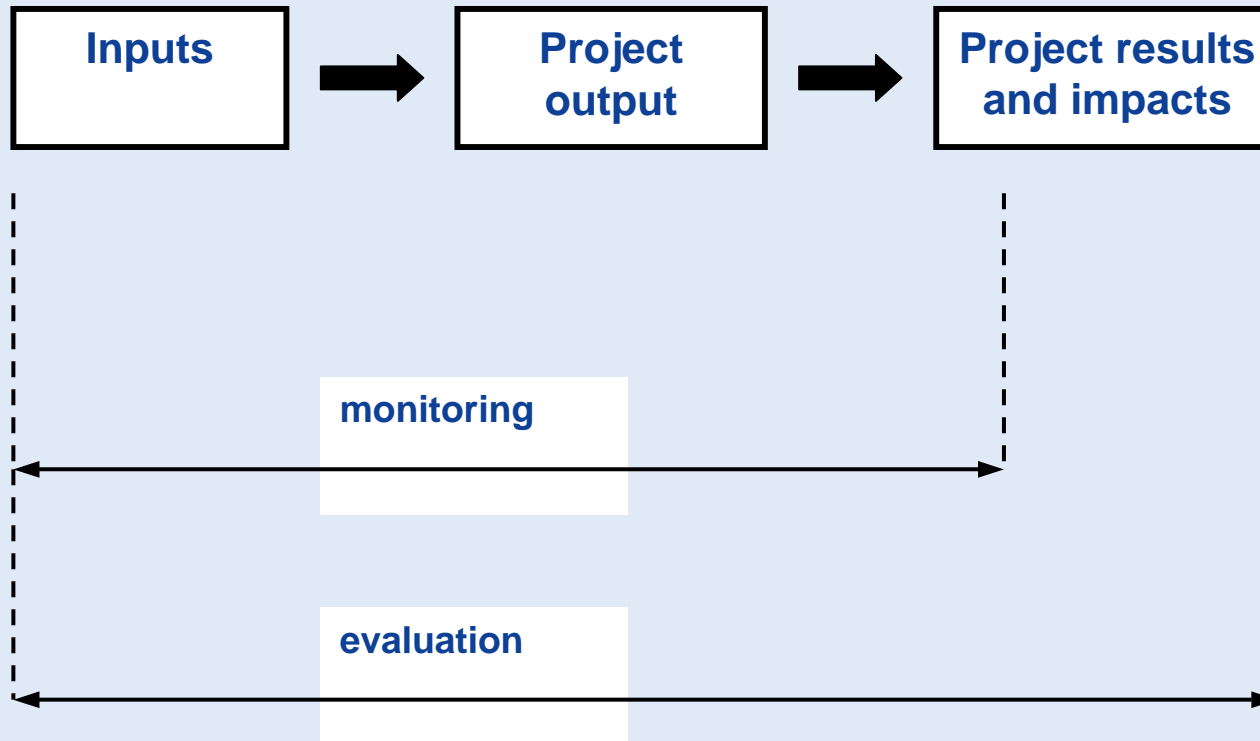 Inputs
Project
output
Project results
and impacts
monitoring
evaluation